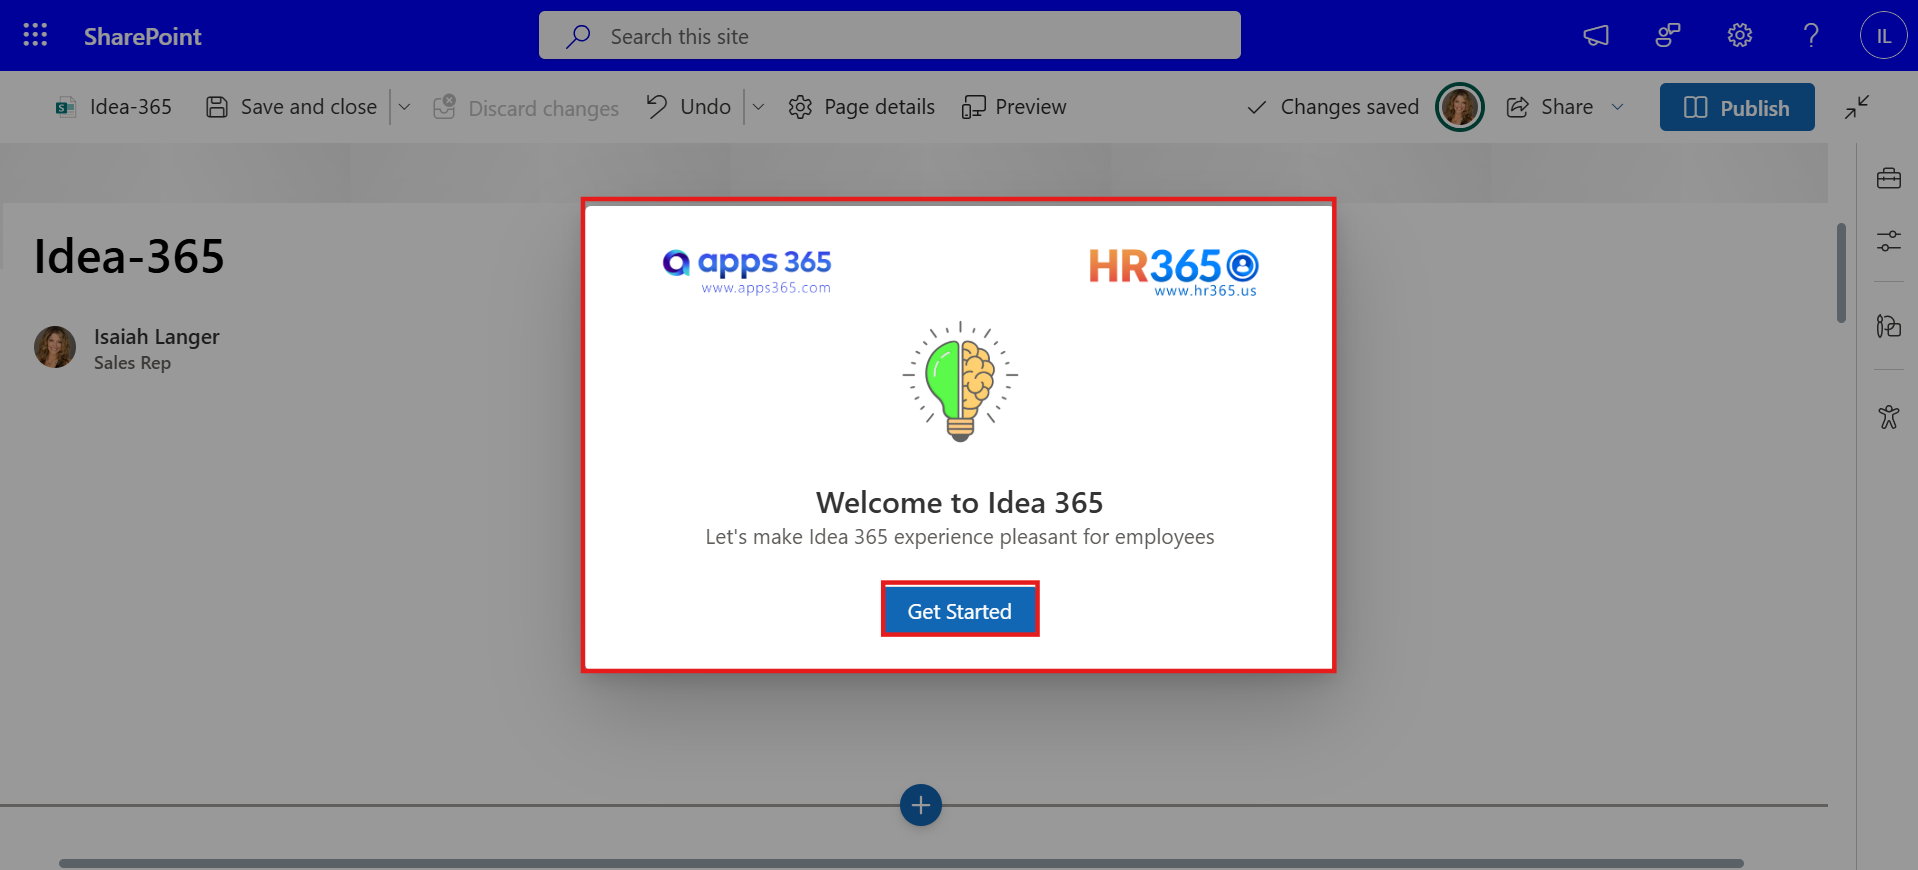 SharePoint
Search this site
IL
Idea-365
Save and close
Discard changes
Undo
Page details
Preview
Changes saved
Share
Publish
Idea-365
Isaiah Langer
Sales Rep
apps 365
www.apps365.com
HR365
www.hr365.us
Welcome to Idea 365
Let's make Idea 365 experience pleasant for employees
Get Started